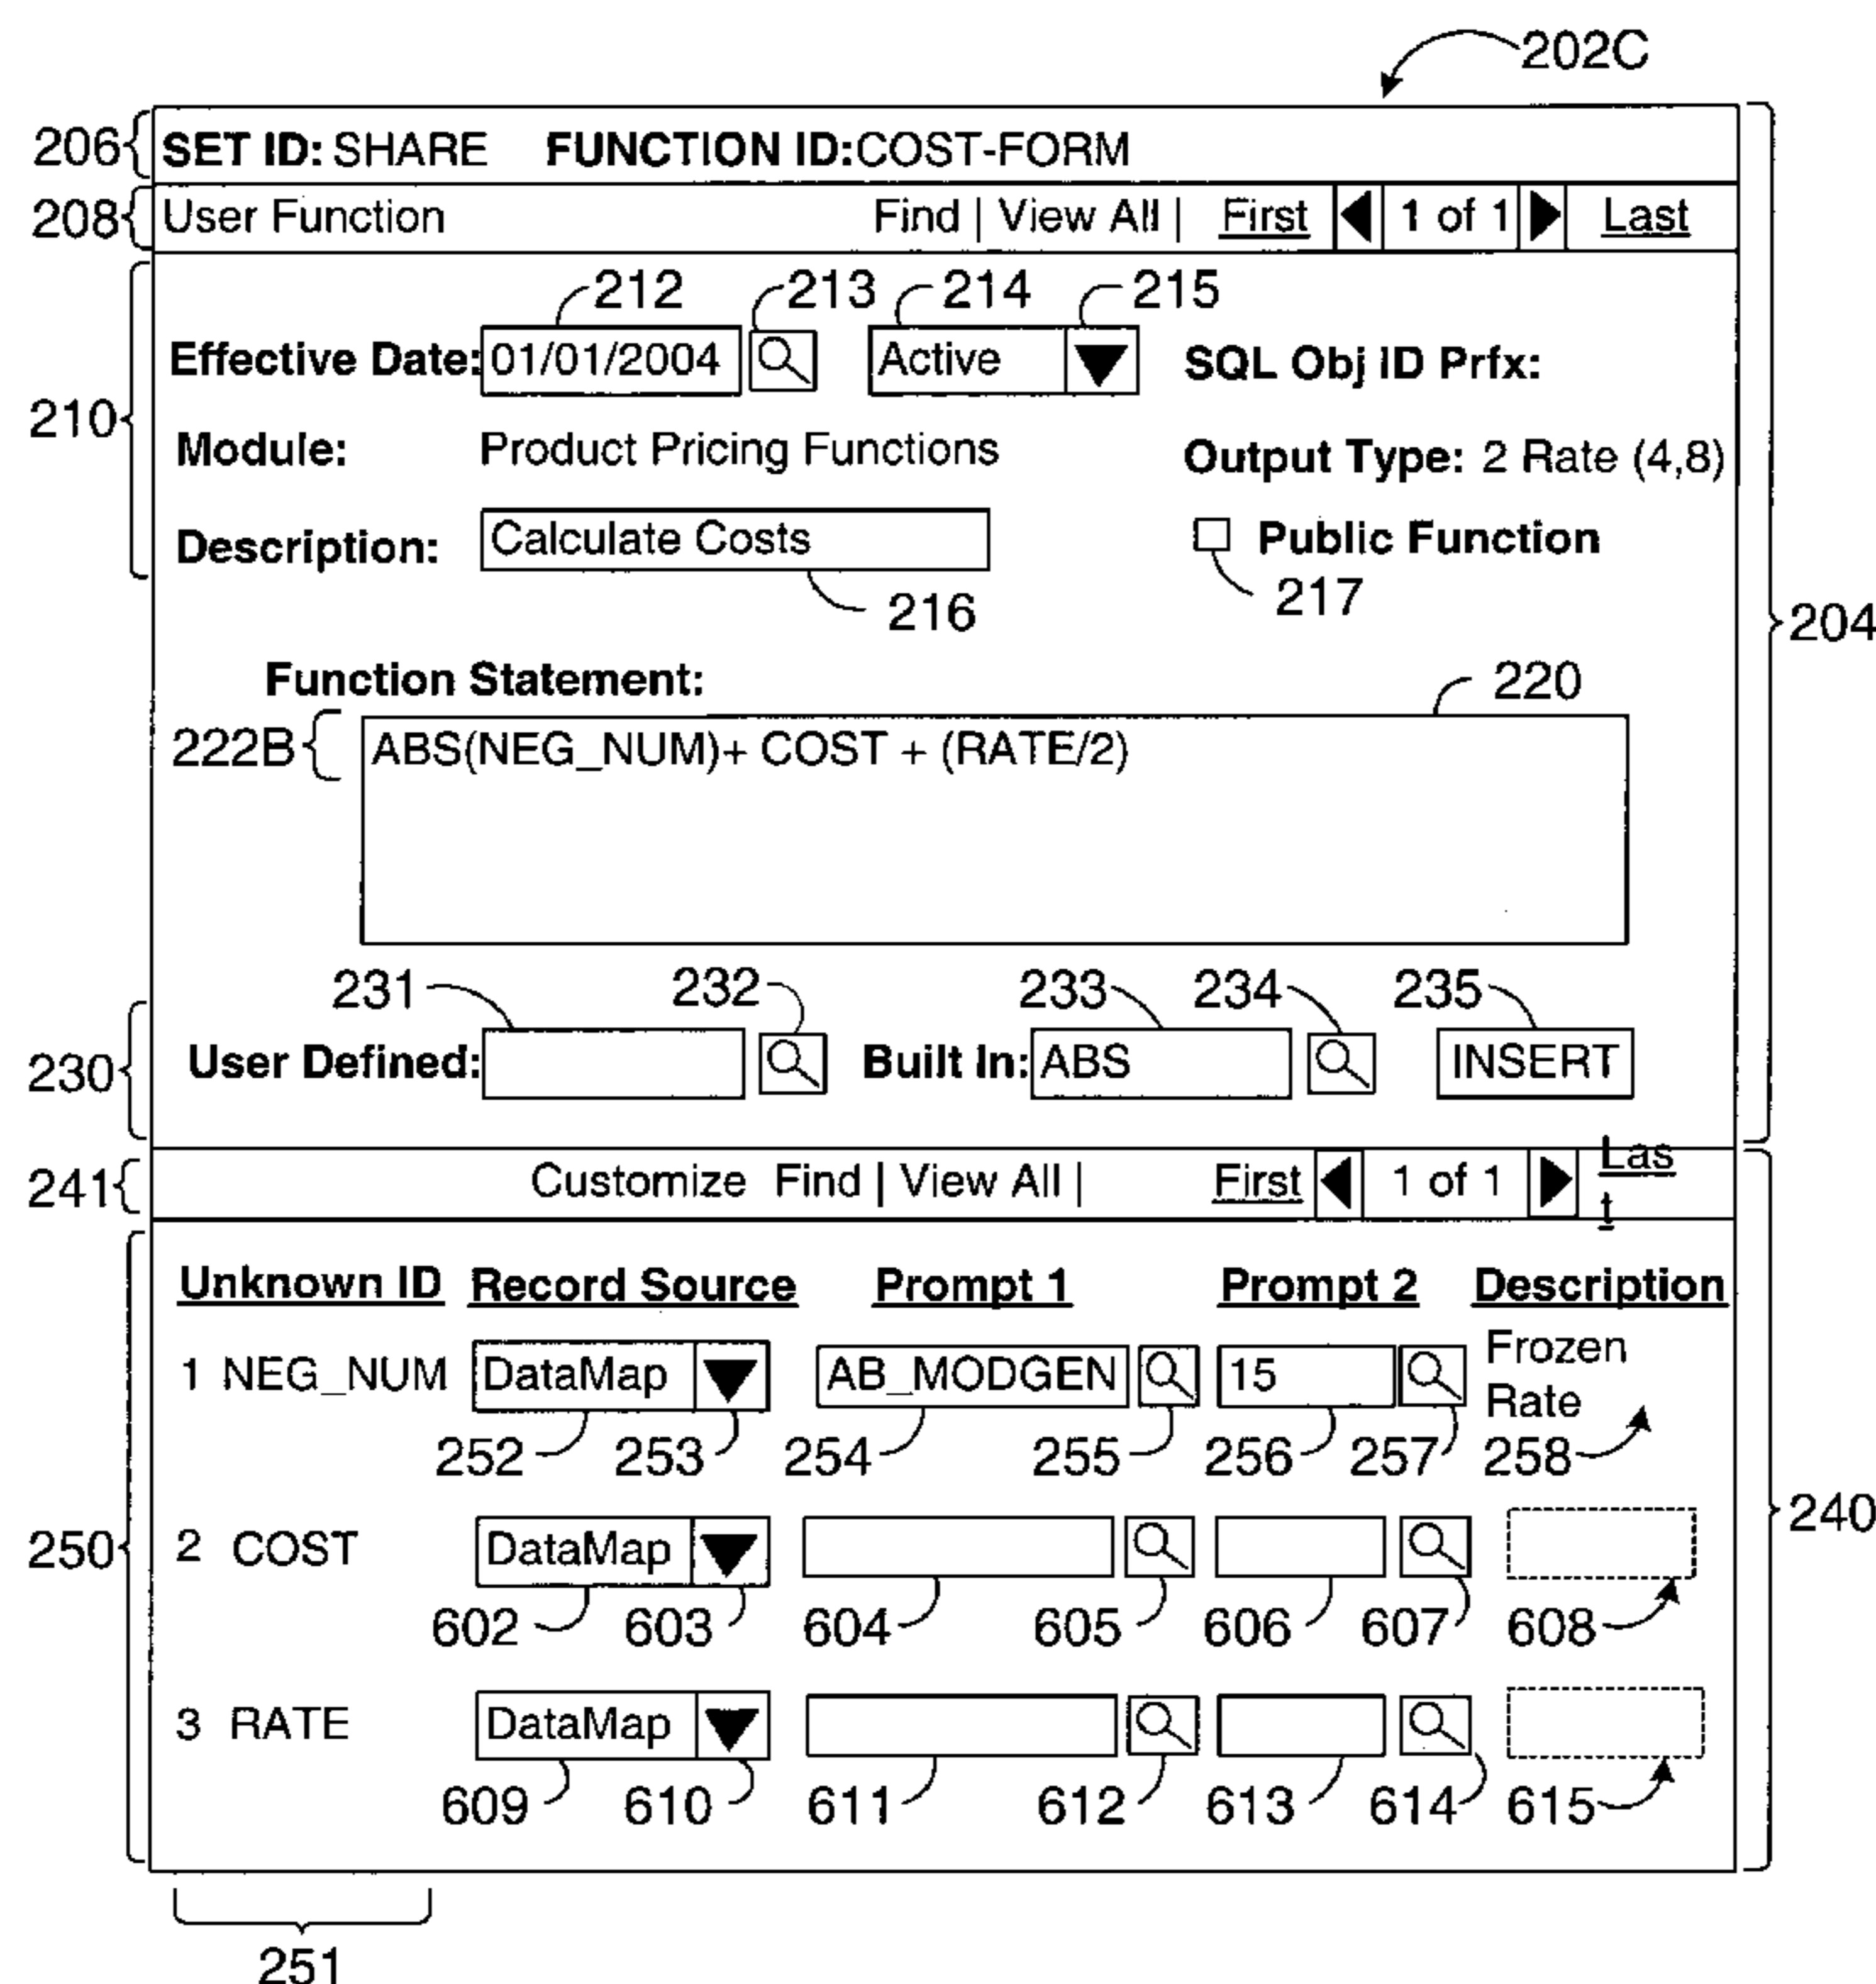 202C
206 SET ID: SHARE FUNCTION ID:COST-FORM
208 User Function Find | View All | First 1 of 1 Last
212 213 214 215
Effective Date: 01/01/2004 Active SQL Obj ID Prfx:
210
Module: Product Pricing Functions Output Type: 2 Rate (4,8)
Description: Calculate Costs Public Function
216 217
204
Function Statement: 220
222B ABS(NEG_NUM)+ COST + (RATE/2)
231 232 233 234 235
230 User Defined: Built In: ABS INSERT
241 Customize Find | View All | First 1 of 1 Las
t
Unknown ID Record Source Prompt 1 Prompt 2 Description
1 NEG_NUM DataMap AB_MODGEN 15 Frozen
Rate
252 253 254 255 256 257 258
250 2 COST DataMap 240
602 603 604 605 606 607 608
3 RATE DataMap
609 610 611 612 613 614 615
251